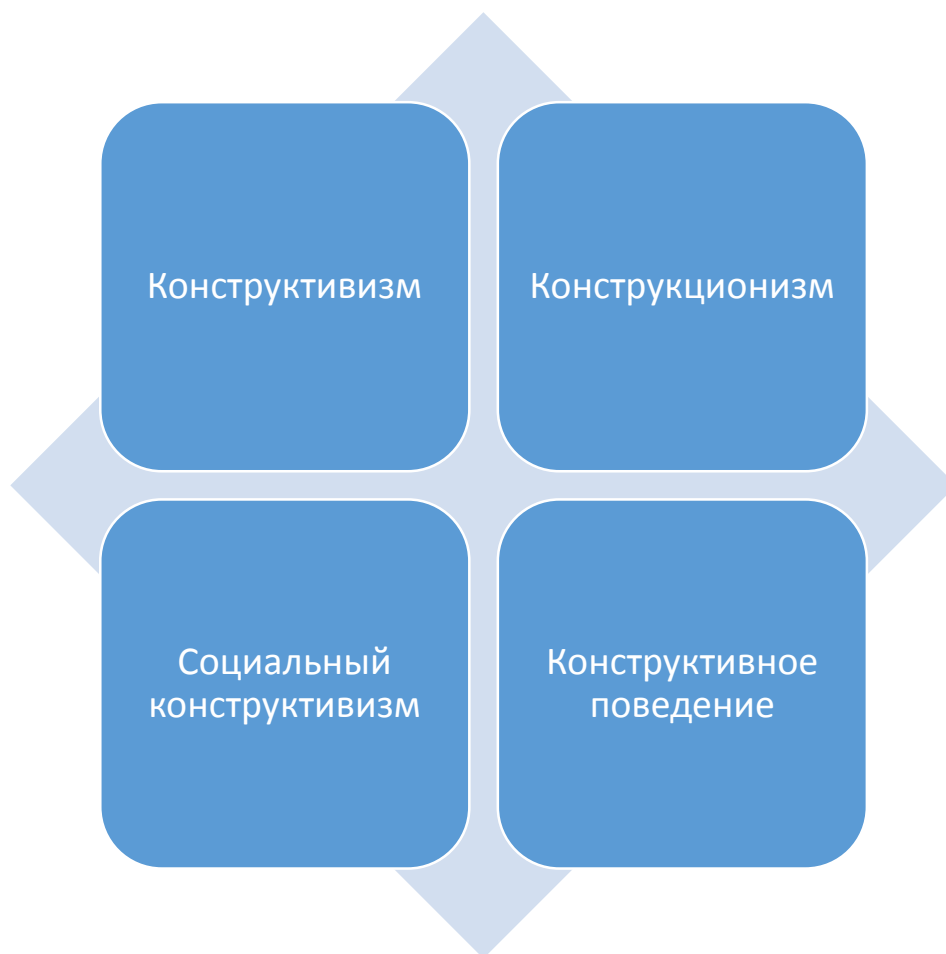 Конструктивизм
Конструкционизм
Социальный
конструктивизм
Конструктивное
поведение